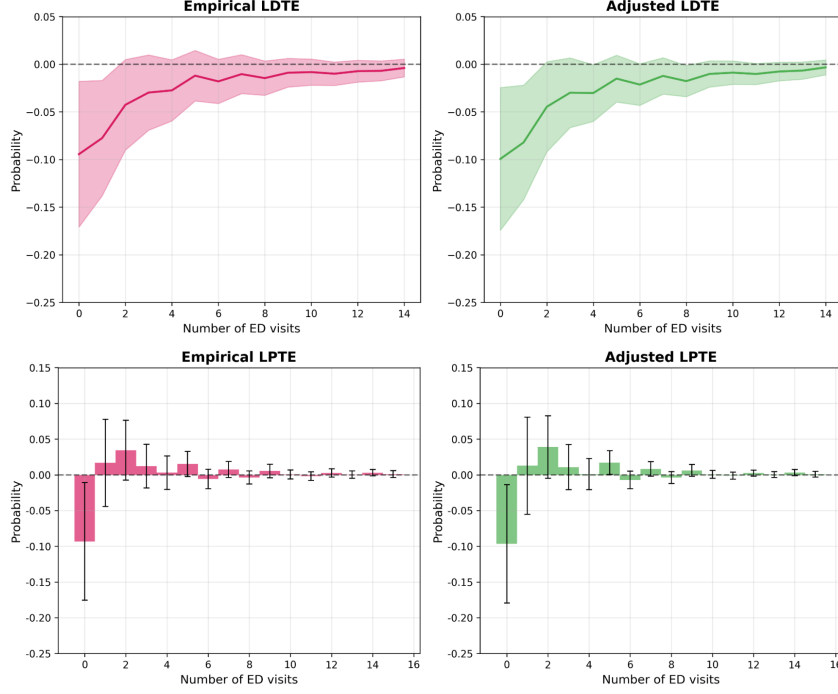 Empirical LDTE
Adjusted LDTE
0.05
0.00
−0.05
−0.10
−0.15
−0.20
−0.25
Probability
0 2 4 6 8 10 12 14
Number of ED visits
0.05
0.00
−0.05
−0.10
−0.15
−0.20
−0.25
Probability
0 2 4 6 8 10 12 14
Number of ED visits
Empirical LPTE
Adjusted LPTE
0.15
0.10
0.05
0.00
-0.05
-0.10
-0.15
-0.20
-0.25
Probability
0 2 4 6 8 10 12 14 16
Number of ED visits
0.15
0.10
0.05
0.00
-0.05
-0.10
-0.15
-0.20
-0.25
Probability
0 2 4 6 8 10 12 14 16
Number of ED visits